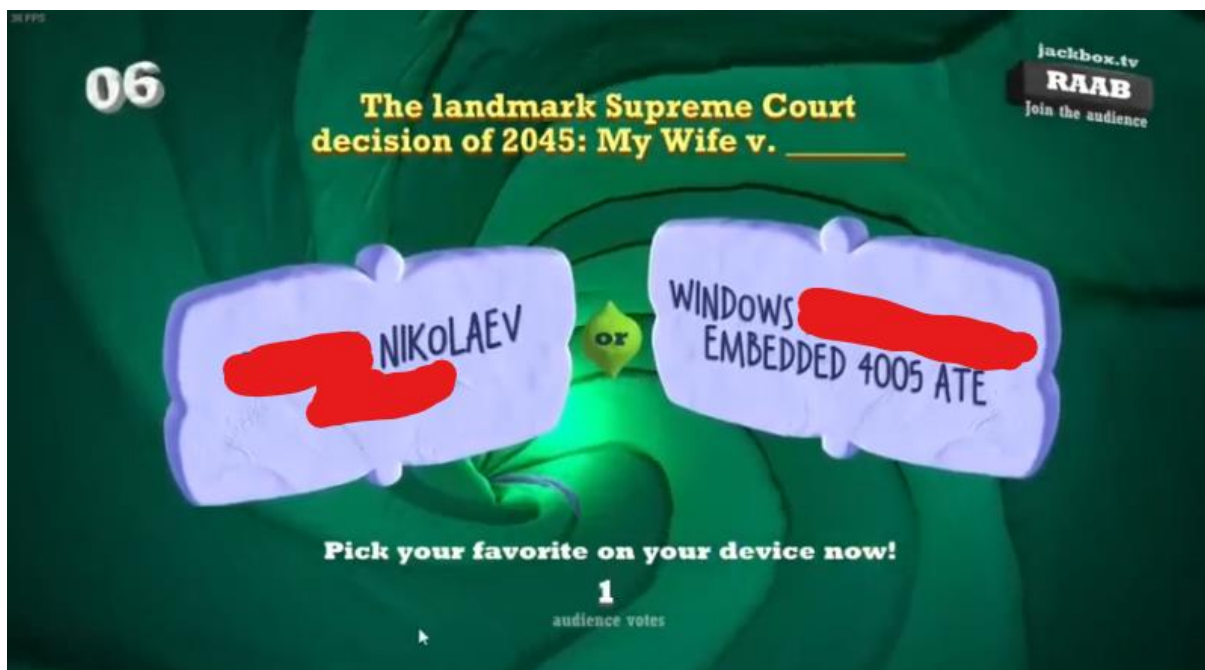 06
jackbox.tv
RAAB
Join the audience
The landmark Supreme Court
decision of 2045: My Wife v. _______
NIKOLAEV
or
WINDOWS
EMBEDDED 4005 ATE
Pick your favorite on your device now!
1
audience votes